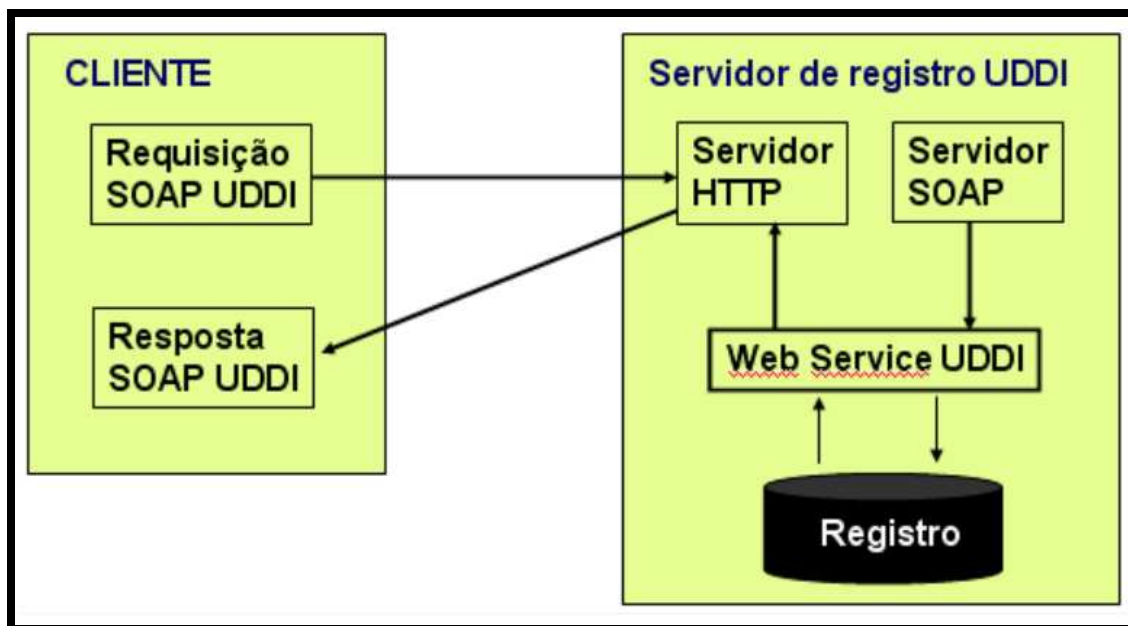 CLIENTE
Requisição
SOAP UDDI
Resposta
SOAP UDDI
Servidor de registro UDDI
Servidor
HTTP
Servidor
SOAP
Web Service UDDI
Registro